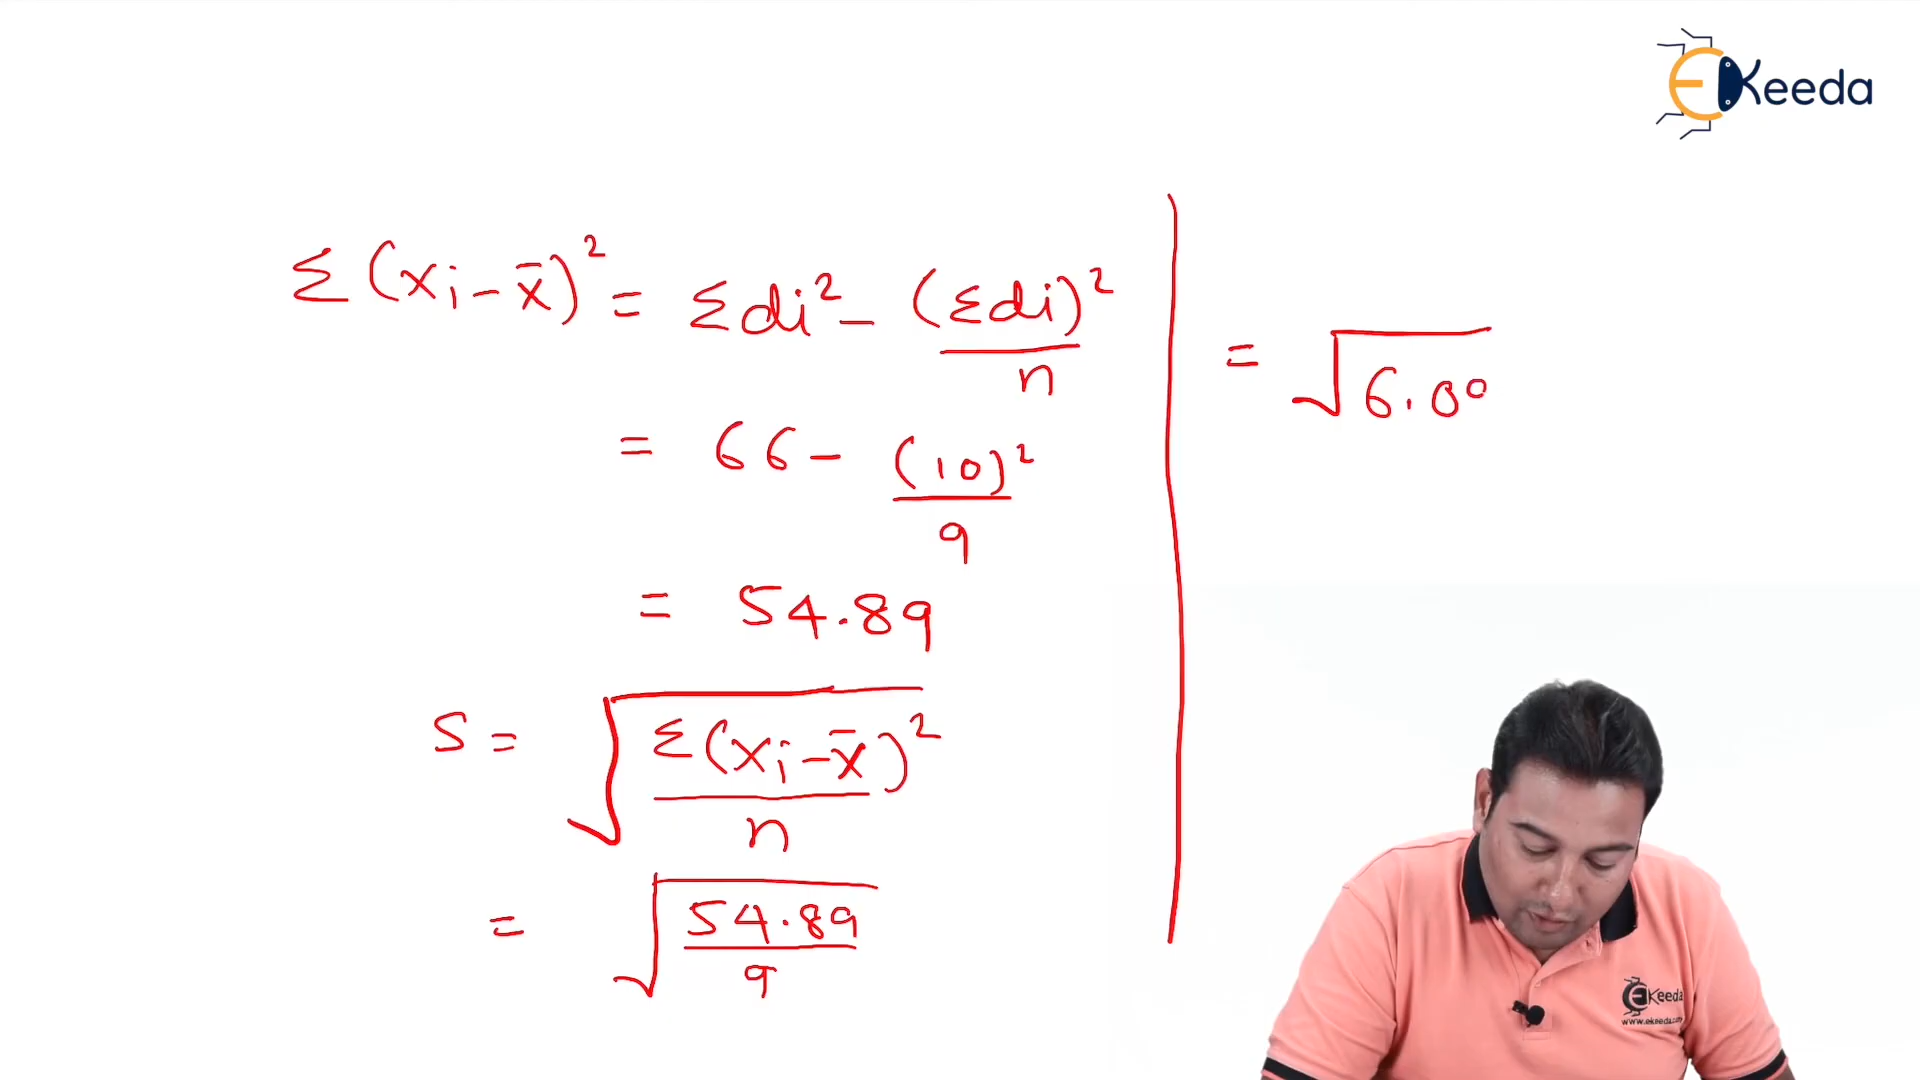 EKeeda
Σ(xi-x̄)² = Σdi² - (Σdi)²/n
= 66 - (10)²/9
= 54.89
S = √(Σ(xi-x̄)²/n)
= √(54.89/9)
= √6.09
EKeeda
www.ekeeda.com